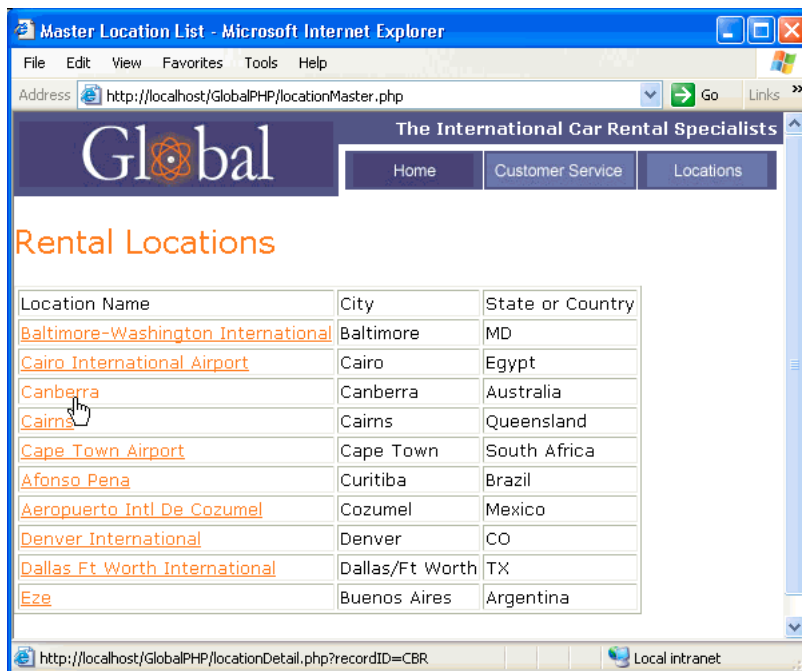 Master Location List - Microsoft Internet Explorer
File Edit View Favorites Tools Help
Address http://localhost/GlobalPHP/locationMaster.php Go Links »
Global
The International Car Rental Specialists
Home Customer Service Locations
Rental Locations
Location Name City State or Country
Baltimore-Washington International Baltimore MD
Cairo International Airport Cairo Egypt
Canberra Canberra Australia
Cairns Cairns Queensland
Cape Town Airport Cape Town South Africa
Afonso Pena Curitiba Brazil
Aeropuerto Intl De Cozumel Cozumel Mexico
Denver International Denver CO
Dallas Ft Worth International Dallas/Ft Worth TX
Eze Buenos Aires Argentina
http://localhost/GlobalPHP/locationDetail.php?recordID=CBR Local intranet